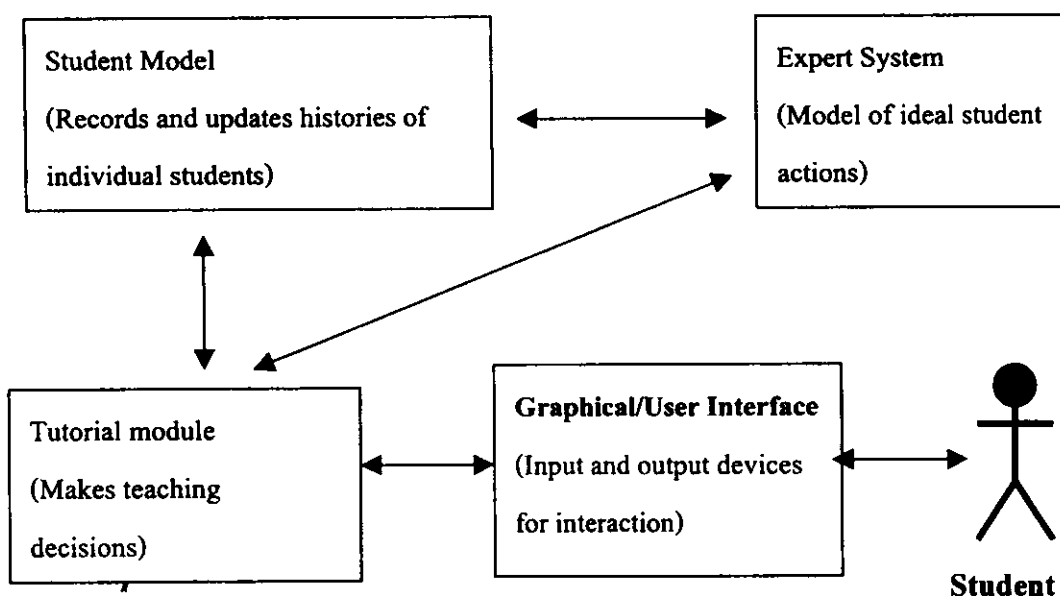 Student Model
(Records and updates histories of
individual students)
Expert System
(Model of ideal student
actions)
Tutorial module
(Makes teaching
decisions)
Graphical/User Interface
(Input and output devices
for interaction)
Student